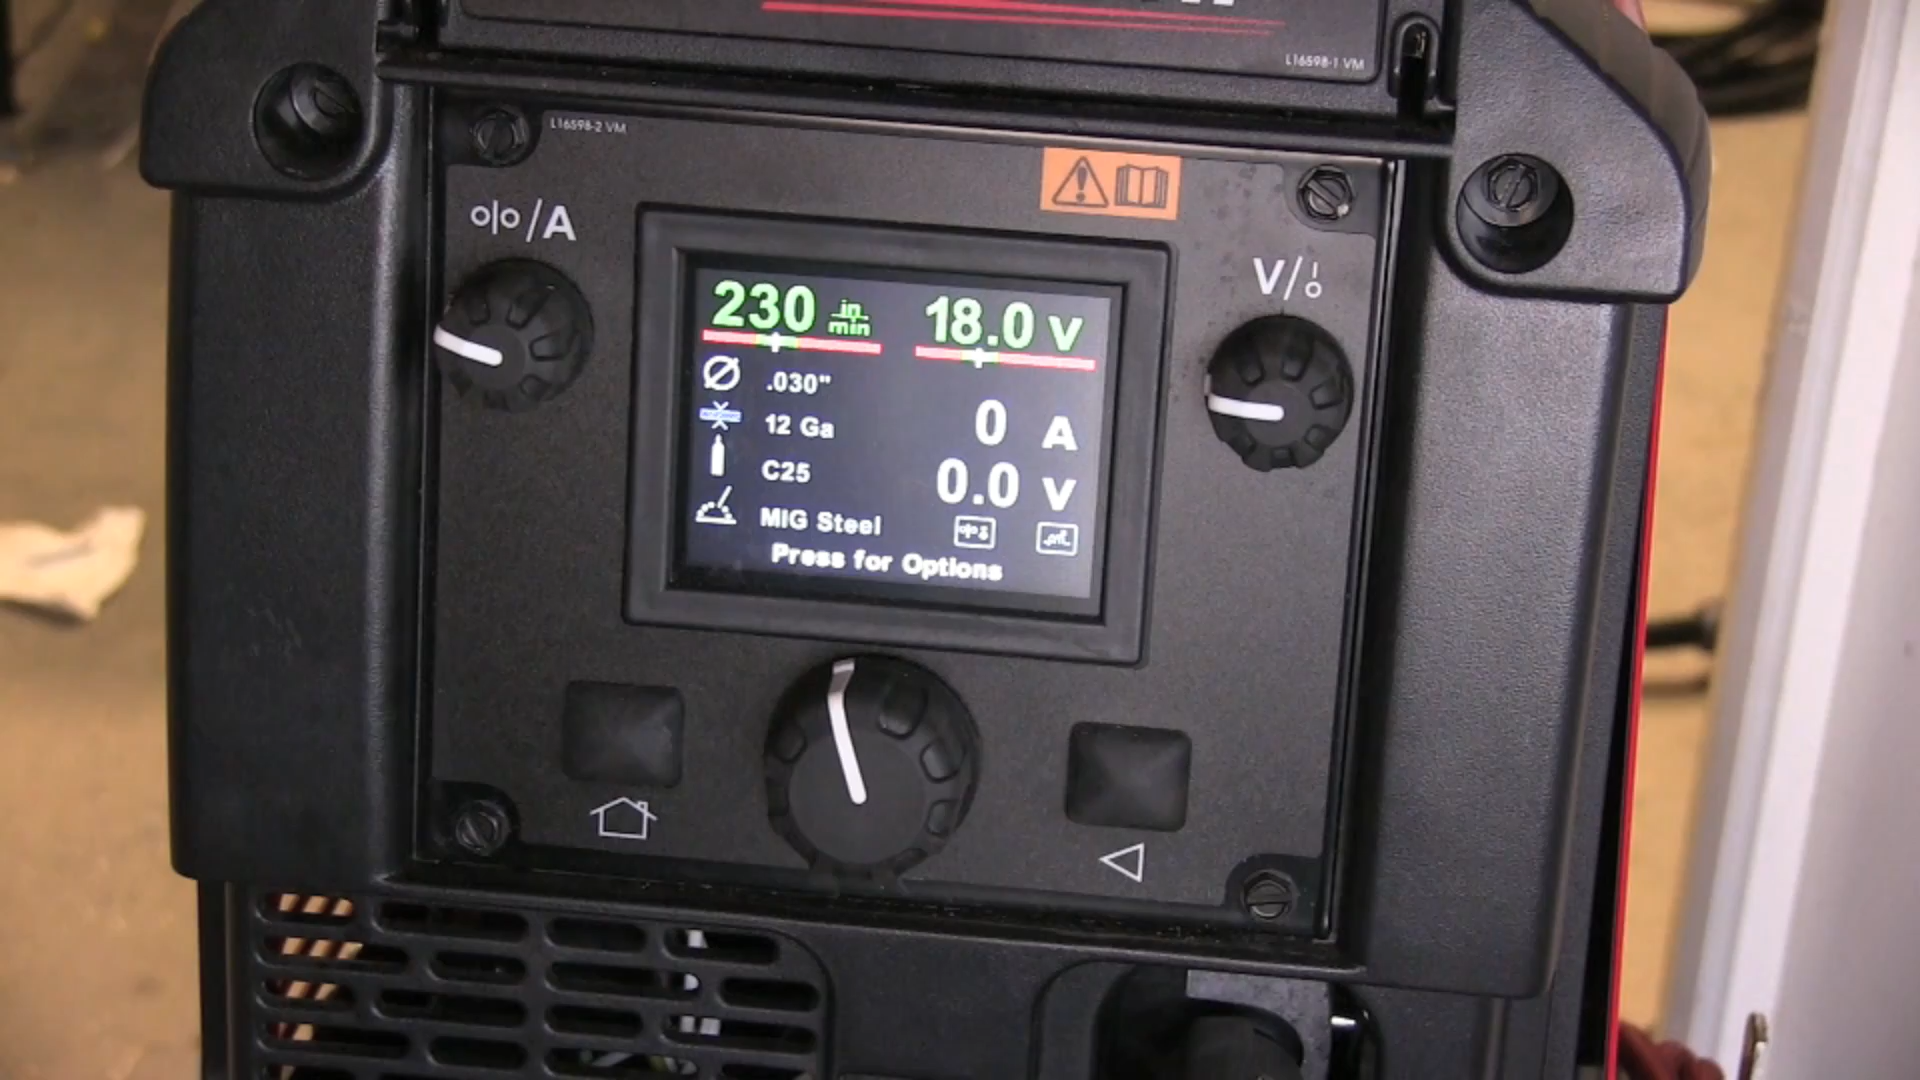 L16598-1 VM
L16598-2 VM
/A
V/
230 in/min 18.0 V
.030"
12 Ga 0 A
C25 0.0 V
MIG Steel
Press for Options